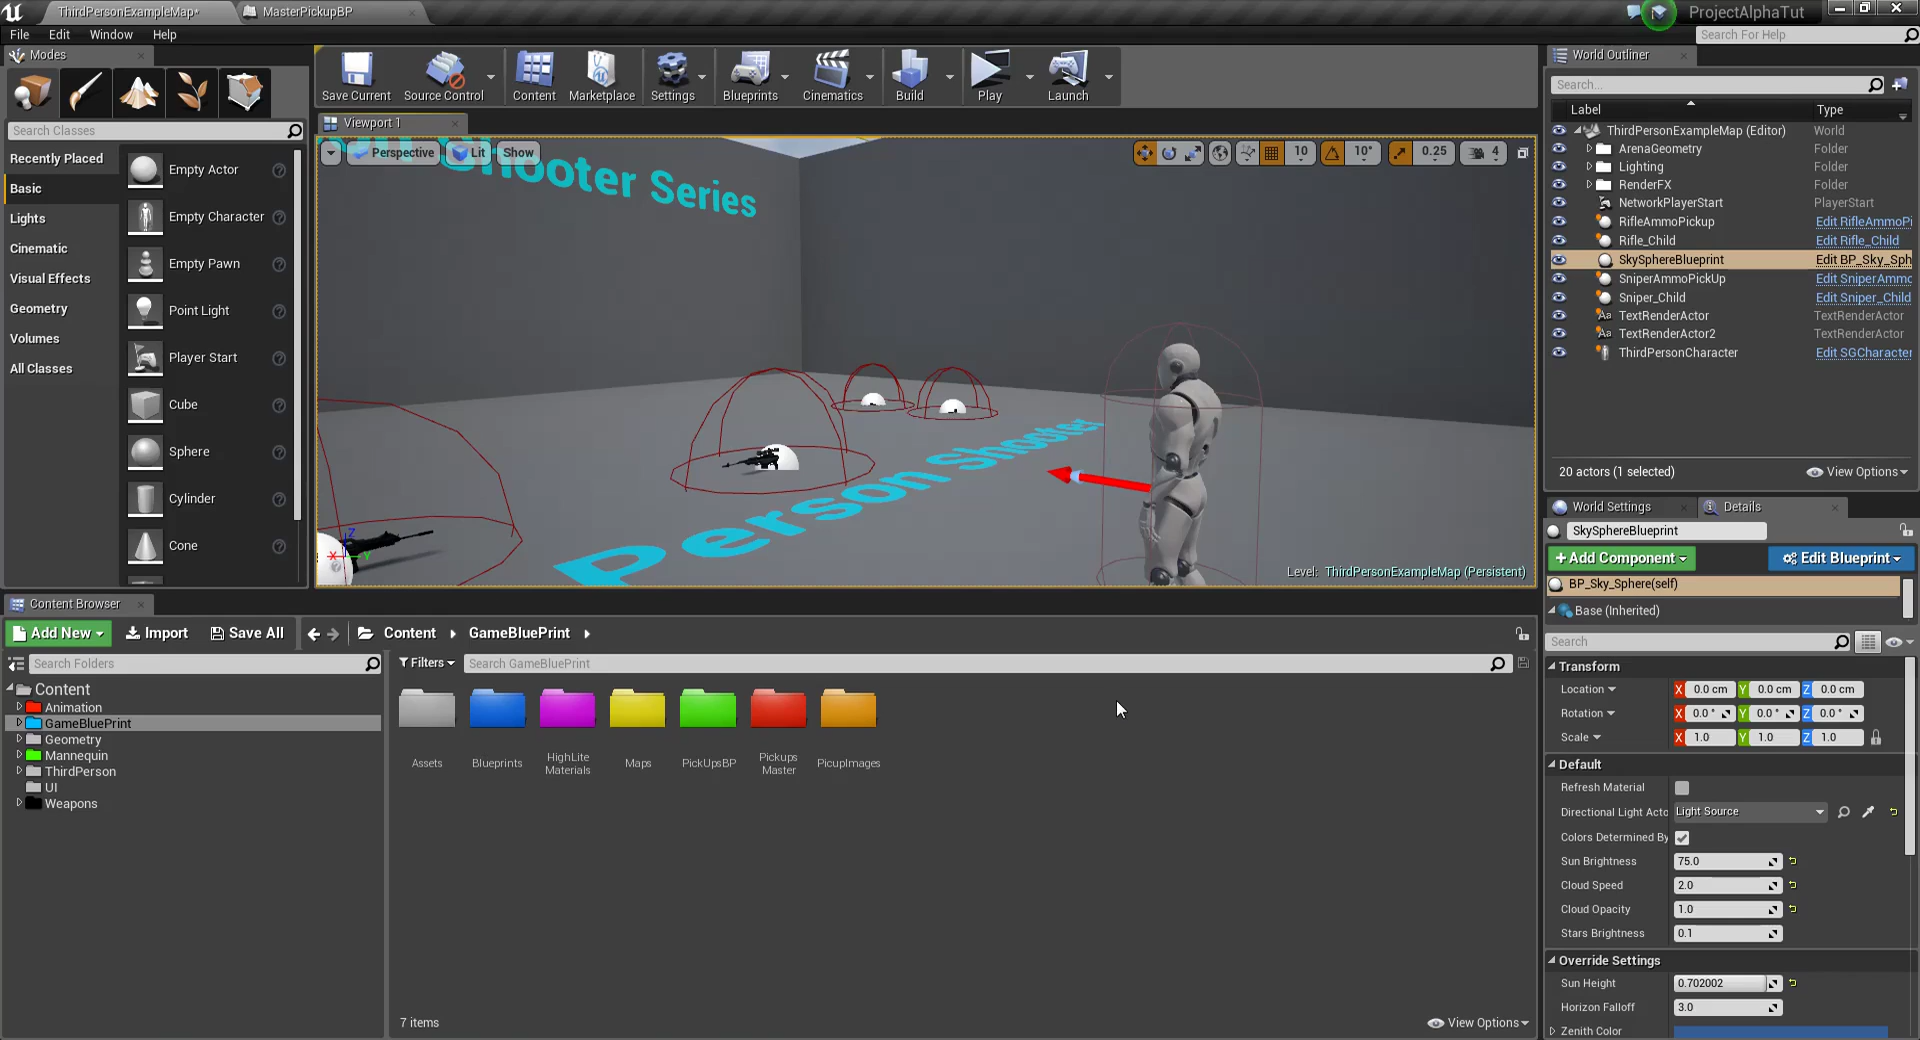 ThirdPersonExampleMap*
MasterPickupBP
ProjectAlphaTut
File Edit Window Help
Search For Help
Modes
Search Classes
Recently Placed
Basic
Lights
Cinematic
Visual Effects
Geometry
Volumes
All Classes
Empty Actor
Empty Character
Empty Pawn
Point Light
Player Start
Cube
Sphere
Cylinder
Cone
Save Current
Source Control
Content
Marketplace
Settings
Blueprints
Cinematics
Build
Play
Launch
Viewport 1
Perspective
Lit
Show
10
10°
0.25
4
Shooter Series
Person Shooter
Z
X
Y
Level: ThirdPersonExampleMap (Persistent)
World Outliner
Search...
Label Type
ThirdPersonExampleMap (Editor) World
ArenaGeometry Folder
Lighting Folder
RenderFX Folder
NetworkPlayerStart PlayerStart
RifleAmmoPickup Edit RifleAmmoPi
Rifle_Child Edit Rifle_Child
SkySphereBlueprint Edit BP_Sky_Sph
SniperAmmoPickUp Edit SniperAmmo
Sniper_Child Edit Sniper_Child
TextRenderActor TextRenderActor
TextRenderActor2 TextRenderActor
ThirdPersonCharacter Edit SGCharacter
20 actors (1 selected)
View Options
World Settings
Details
SkySphereBlueprint
+Add Component
Edit Blueprint
BP_Sky_Sphere(self)
Base (Inherited)
Search
Transform
Location X 0.0 cm Y 0.0 cm Z 0.0 cm
Rotation X 0.0 ° Y 0.0 ° Z 0.0 °
Scale X 1.0 Y 1.0 Z 1.0
Default
Refresh Material
Directional Light Acto Light Source
Colors Determined By
Sun Brightness 75.0
Cloud Speed 2.0
Cloud Opacity 1.0
Stars Brightness 0.1
Override Settings
Sun Height 0.702002
Horizon Falloff 3.0
Zenith Color
Content Browser
Add New
Import
Save All
Content
GameBluePrint
Search Folders
Filters
Search GameBluePrint
Content
Animation
GameBluePrint
Geometry
Mannequin
ThirdPerson
UI
Weapons
Assets
Blueprints
HighLite
Materials
Maps
PickUpsBP
Pickups
Master
PicupImages
7 items
View Options